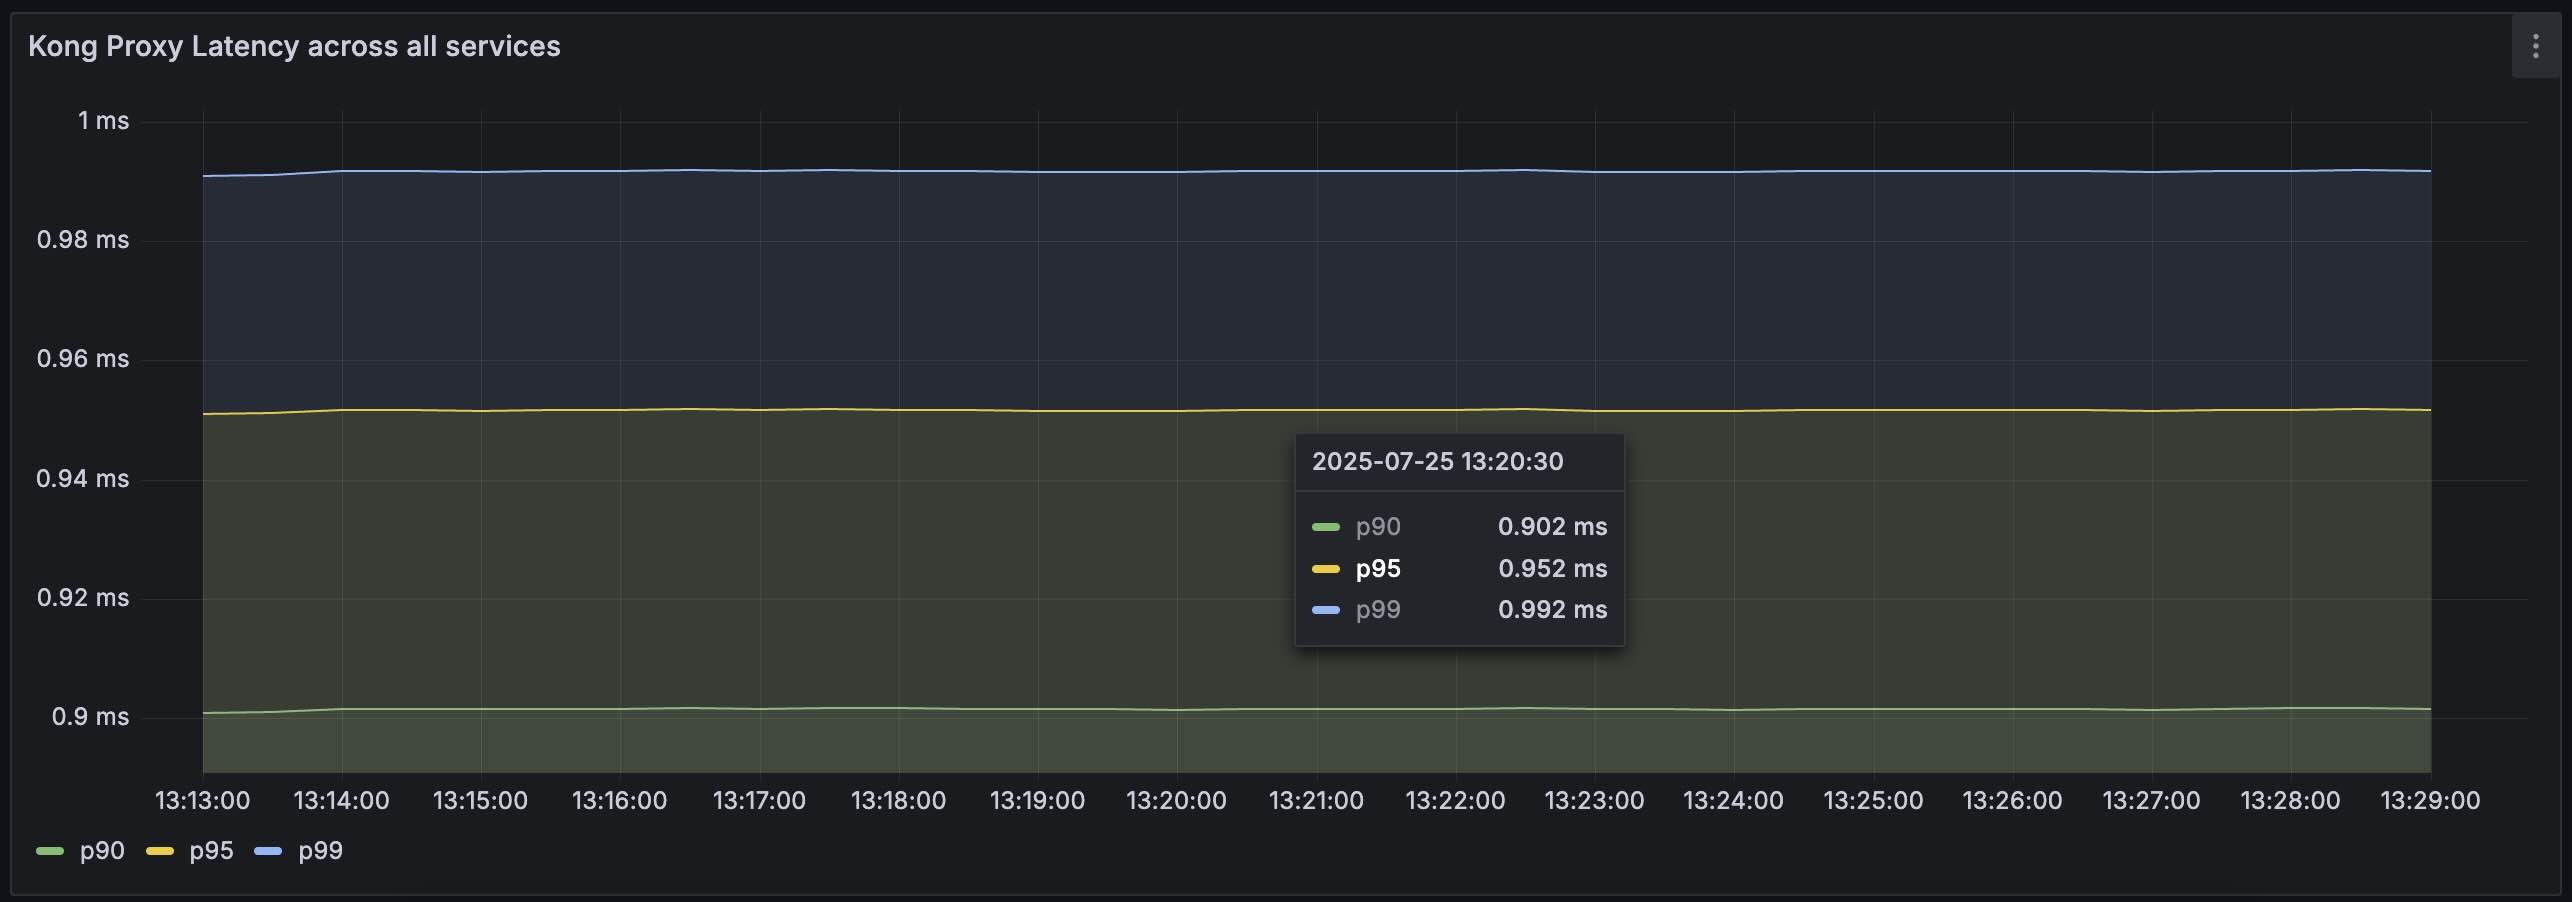 Kong Proxy Latency across all services
1 ms
0.98 ms
0.96 ms
0.94 ms
0.92 ms
0.9 ms
2025-07-25 13:20:30
p90 0.902 ms
p95 0.952 ms
p99 0.992 ms
13:13:00 13:14:00 13:15:00 13:16:00 13:17:00 13:18:00 13:19:00 13:20:00 13:21:00 13:22:00 13:23:00 13:24:00 13:25:00 13:26:00 13:27:00 13:28:00 13:29:00
p90 p95 p99